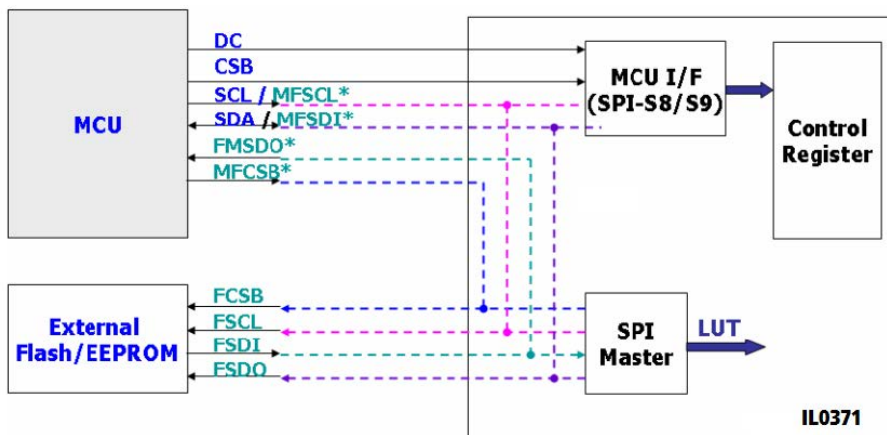 DC
CSB
SCL / MFSCL*
SDA / MFSDI*
FMSDO*
MFCSB*
MCU
MCU I/F
(SPI-S8/S9)
Control
Register
FCSB
FSCL
FSDI
FSDO
External
Flash/EEPROM
SPI
Master
LUT
IL0371